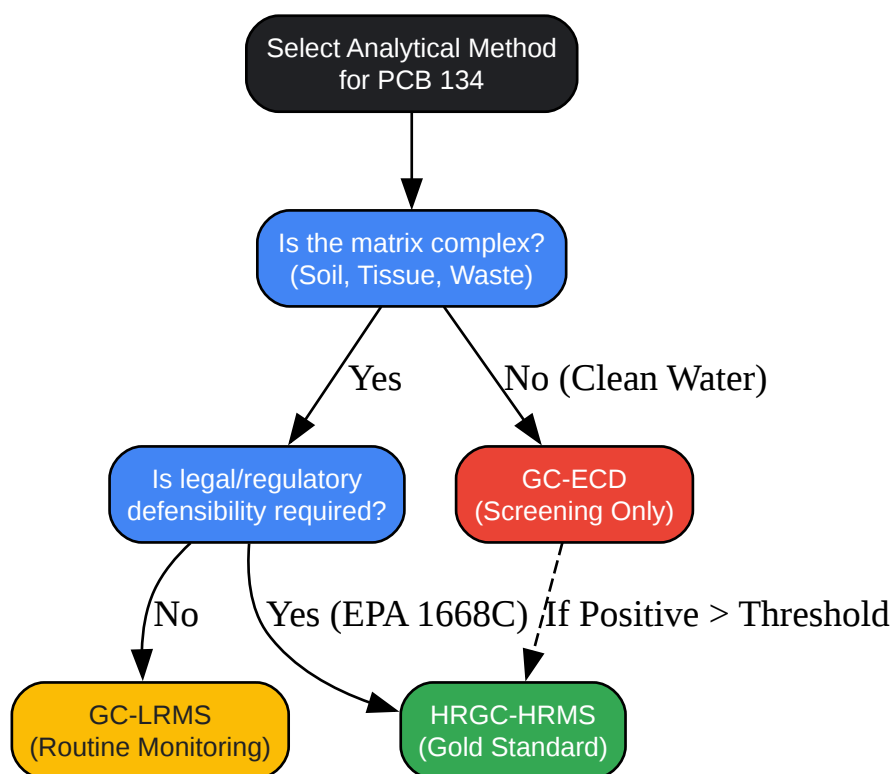 Select Analytical Method
for PCB 134
Is the matrix complex?
(Soil, Tissue, Waste)
Yes
No (Clean Water)
Is legal/regulatory
defensibility required?
GC-ECD
(Screening Only)
No
Yes (EPA 1668C)
If Positive > Threshold
GC-LRMS
(Routine Monitoring)
HRGC-HRMS
(Gold Standard)